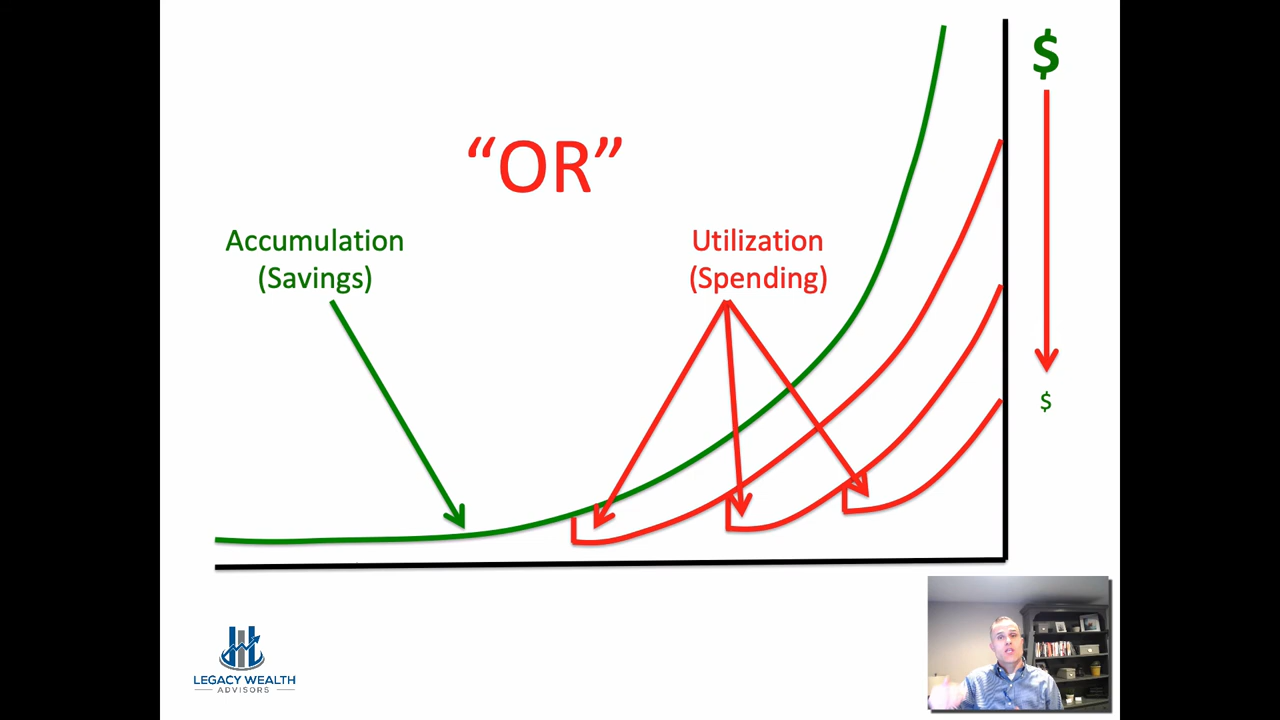 $
“OR”
Accumulation
(Savings)
Utilization
(Spending)
$
LEGACY WEALTH
ADVISORS